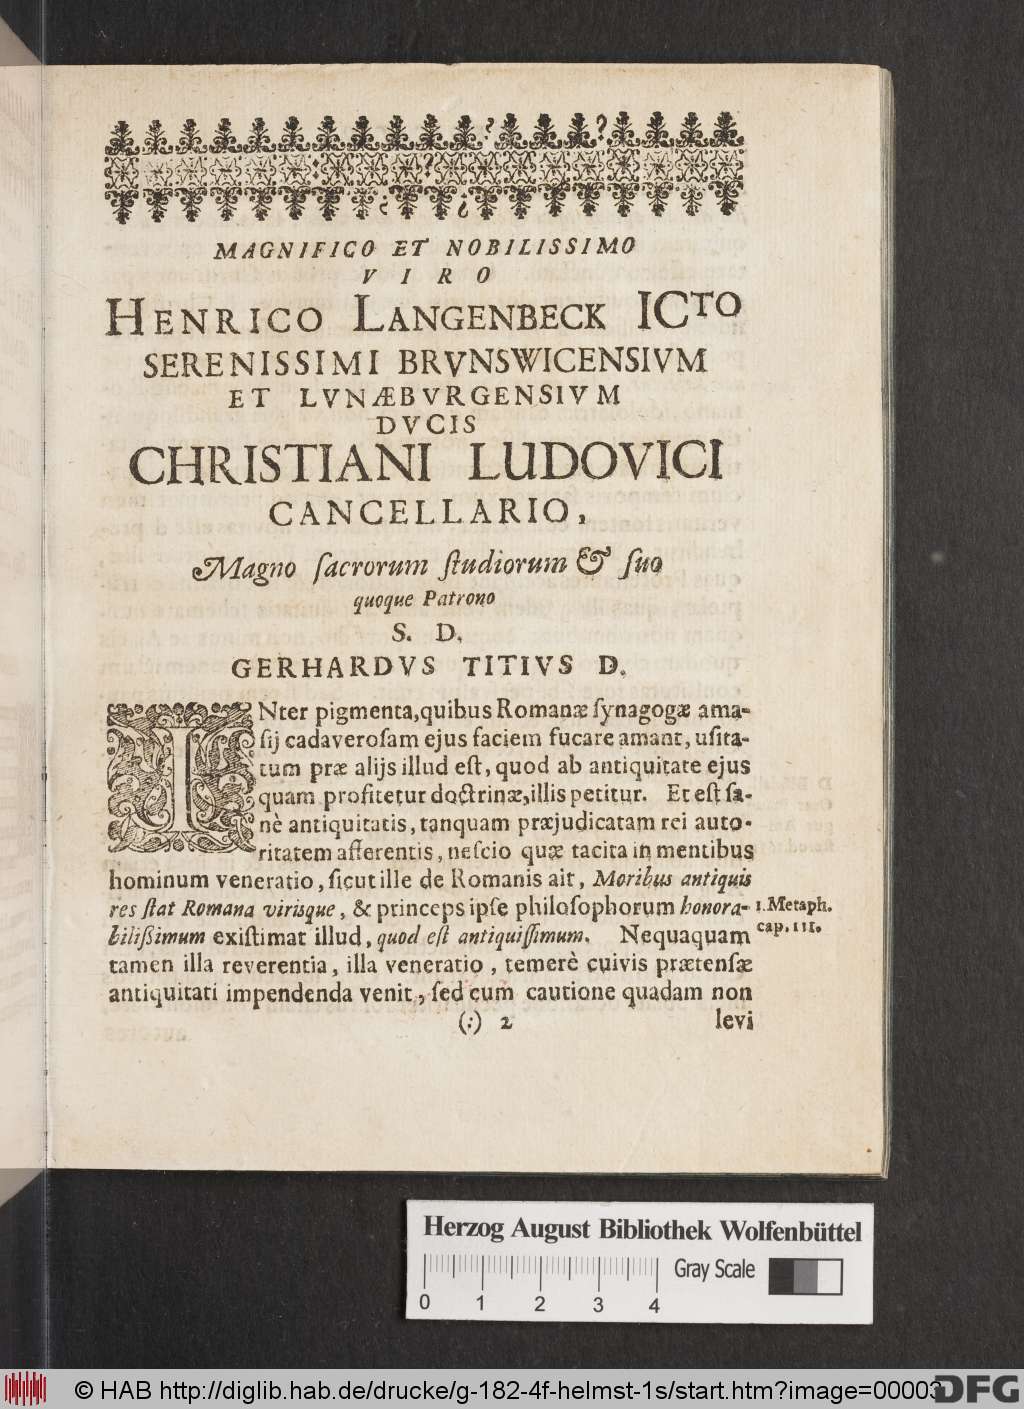 MAGNIFICO ET NOBILISSIMO
VIRO
HENRICO LANGENBECK ICTO
SERENISSIMI BRVNSWICENSIVM
ET LVNÆBVRGENSIVM
DVCIS
CHRISTIANI LUDOVICI
CANCELLARIO,
Magno ſacrorum ſtudiorum & ſuo
quoque Patrono
S. D.
GERHARDVS TITIVS D.
INter pigmenta, quibus Romanæ ſynagogæ ama-
ſij cadaveroſam ejus faciem fucare amant, uſita-
tum præ alijs illud eſt, quod ab antiquitate ejus
quam profitetur doctrinæ, illis petitur. Et eſt ſa-
nè antiquitatis, tanquam præjudicatam rei auto-
ritatem afferentis, neſcio quæ tacita in mentibus
hominum veneratio, ſicut ille de Romanis ait, Moribus antiquis
res ſtat Romana virisque, & princeps ipſe philoſophorum honora- 1. Metaph.
bilißimum exiſtimat illud, quod eſt antiquiſſimum. Nequaquam cap. 111.
tamen illa reverentia, illa veneratio, temerè cuivis prætenſæ
antiquitati impendenda venit, ſed cum cautione quadam non
(:) 2 levi
Herzog August Bibliothek Wolfenbüttel
Gray Scale
0 1 2 3 4
© HAB http://diglib.hab.de/drucke/g-182-4f-helmst-1s/start.htm?image=00003
DFG